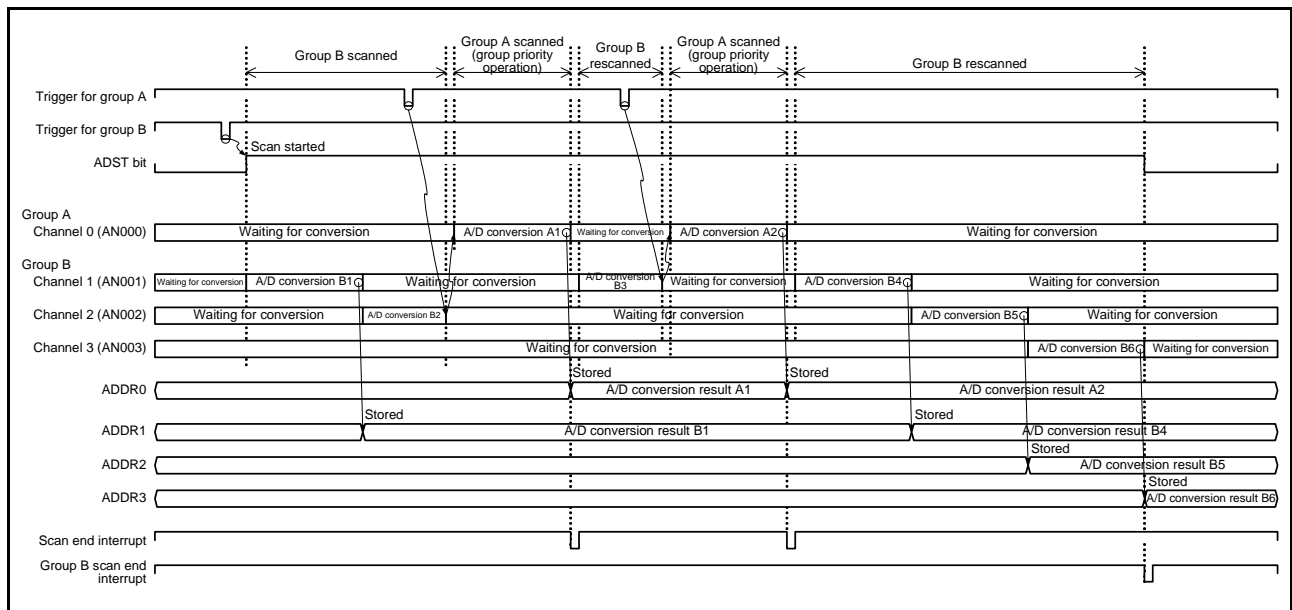 Group B scanned
Group A scanned
(group priority
operation)
Group B
rescanned
Group A scanned
(group priority
operation)
Group B rescanned
Trigger for group A
Trigger for group B
Scan started
ADST bit
Group A
Channel 0 (AN000)
Waiting for conversion
A/D conversion A1
Waiting for conversion
A/D conversion A2
Waiting for conversion
Group B
Channel 1 (AN001)
Waiting for conversion
A/D conversion B1
Waiting for conversion
A/D conversion
B3
Waiting for conversion
A/D conversion B4
Waiting for conversion
Channel 2 (AN002)
Waiting for conversion
A/D conversion B2
Waiting for conversion
A/D conversion B5
Waiting for conversion
Channel 3 (AN003)
Waiting for conversion
A/D conversion B6
Waiting for conversion
Stored
Stored
ADDR0
A/D conversion result A1
A/D conversion result A2
Stored
Stored
ADDR1
A/D conversion result B1
A/D conversion result B4
Stored
ADDR2
A/D conversion result B5
Stored
ADDR3
A/D conversion result B6
Scan end interrupt
Group B scan end
interrupt